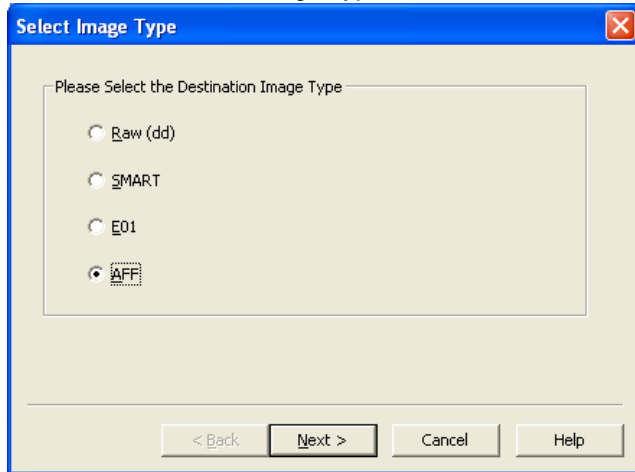 Select Image Type
Please Select the Destination Image Type
Raw (dd)
SMART
E01
AFF
< Back Next > Cancel Help